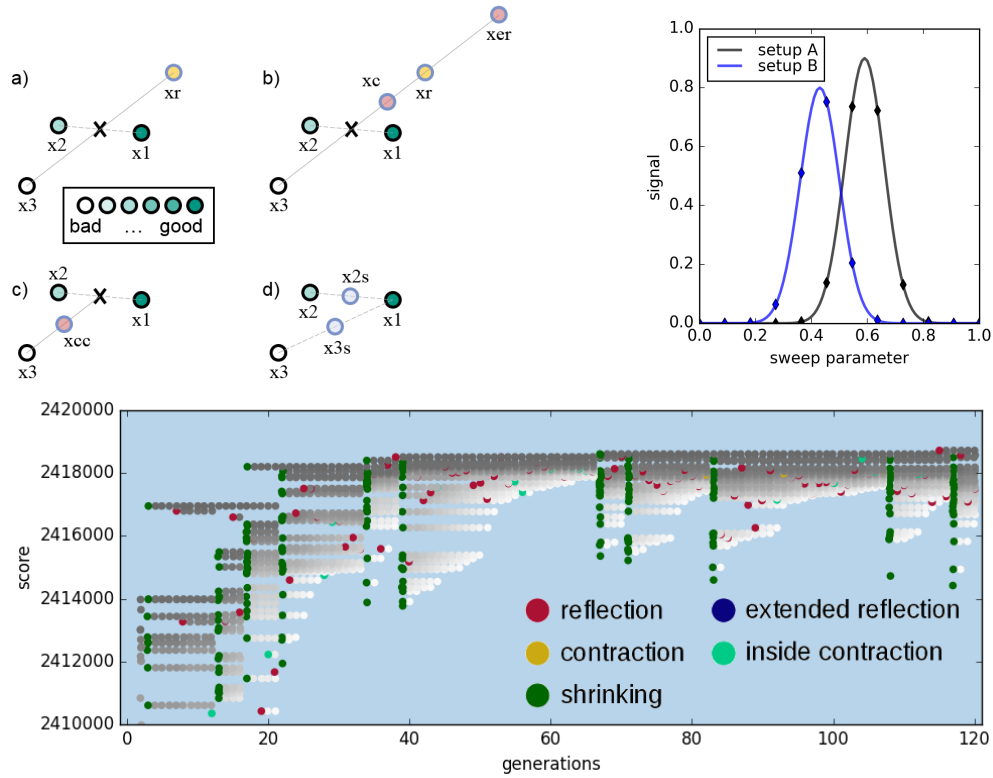 a)
xr
x2
x1
x3
bad ... good
b)
xer
xc
xr
x2
x1
x3
c)
x2
x1
xcc
x3
d)
x2s
x2
x1
x3s
x3
setup A
setup B
signal
1.0
0.8
0.6
0.4
0.2
0.0
0.0 0.2 0.4 0.6 0.8 1.0
sweep parameter
score
2420000
2418000
2416000
2414000
2412000
2410000
reflection
extended reflection
contraction
inside contraction
shrinking
0 20 40 60 80 100 120
generations